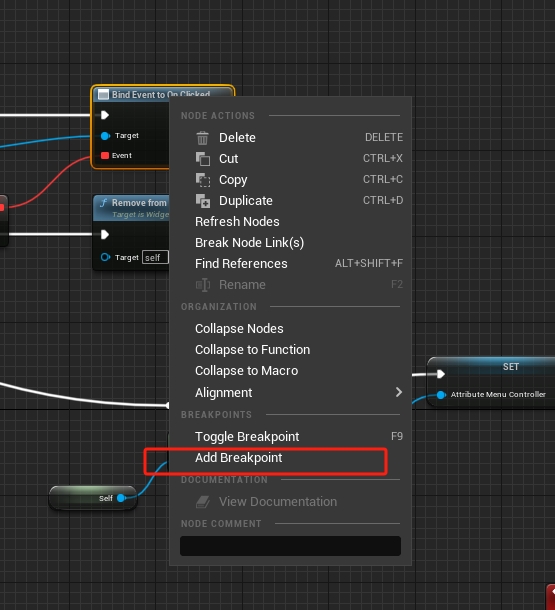 Bind Event to On Clicked
Target
Event
Remove from
Target is Widge
Target self
NODE ACTIONS
Delete DELETE
Cut CTRL+X
Copy CTRL+C
Duplicate CTRL+D
Refresh Nodes
Break Node Link(s)
Find References ALT+SHIFT+F
Rename F2
ORGANIZATION
Collapse Nodes
Collapse to Function
Collapse to Macro
Alignment
BREAKPOINTS
Toggle Breakpoint F9
Add Breakpoint
DOCUMENTATION
View Documentation
NODE COMMENT
SET
Attribute Menu Controller
Self